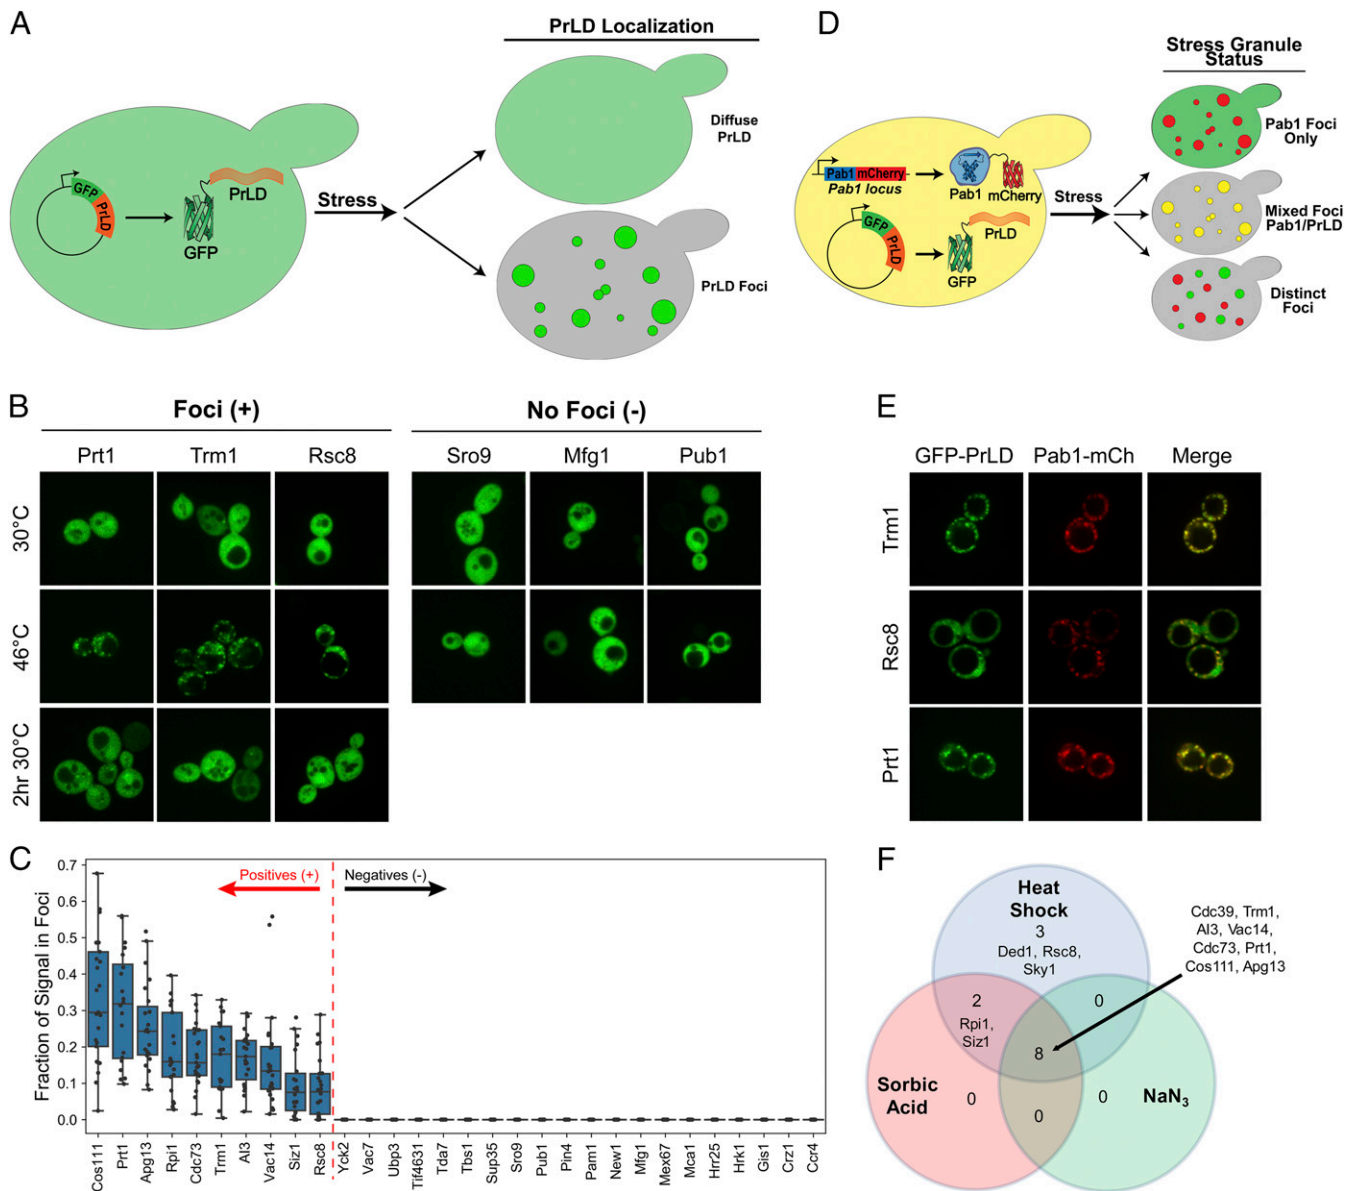 A
PrLD Localization
GFP
PrLD
PrLD
GFP
Stress
Diffuse
PrLD
PrLD Foci
D
Stress Granule
Status
Pab1 mCherry
Pab1 locus
Pab1 mCherry
GFP
PrLD
PrLD
GFP
Stress
Pab1 Foci
Only
Mixed Foci
Pab1/PrLD
Distinct
Foci
B
Foci (+)
No Foci (-)
Prt1 Trm1 Rsc8 Sro9 Mfg1 Pub1
30°C
46°C
2hr 30°C
E
GFP-PrLD Pab1-mCh Merge
Trm1
Rsc8
Prt1
C
Fraction of Signal in Foci
0.7
0.6
0.5
0.4
0.3
0.2
0.1
0.0
Positives (+)
Negatives (-)
Cos111
Prt1
Apg13
Rpi1
Cdc73
Trm1
AI3
Vac14
Siz1
Rsc8
Yck2
Vac7
Ubp3
Tif4631
Tda7
Tbs1
Sup35
Sro9
Pub1
Pin4
Pam1
New1
Mfg1
Mex67
Mca1
Hrr25
Hrk1
Gis1
Crz1
Ccr4
F
Heat
Shock
3
Ded1, Rsc8,
Sky1
Cdc39, Trm1,
AI3, Vac14,
Cdc73, Prt1,
Cos111, Apg13
2
Rpi1,
Siz1
0
8
Sorbic
Acid
0
0
0
NaN₃